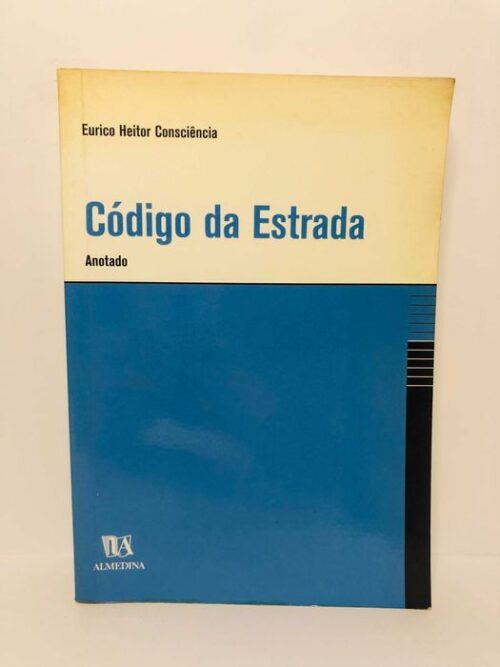 Eurico Heitor Consciência
Código da Estrada
Anotado
ALMEDINA